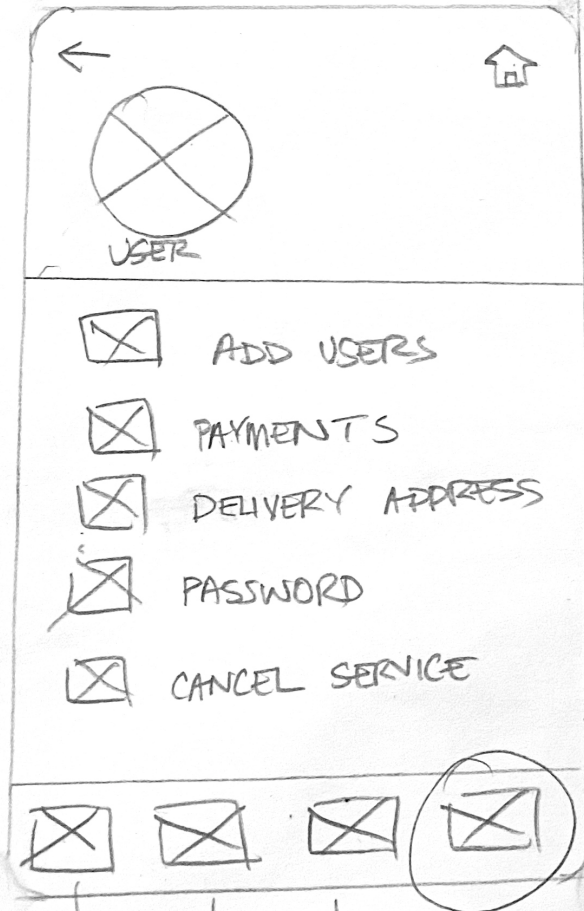 USER
ADD USERS
PAYMENTS
DELIVERY ADDRESS
PASSWORD
CANCEL SERVICE